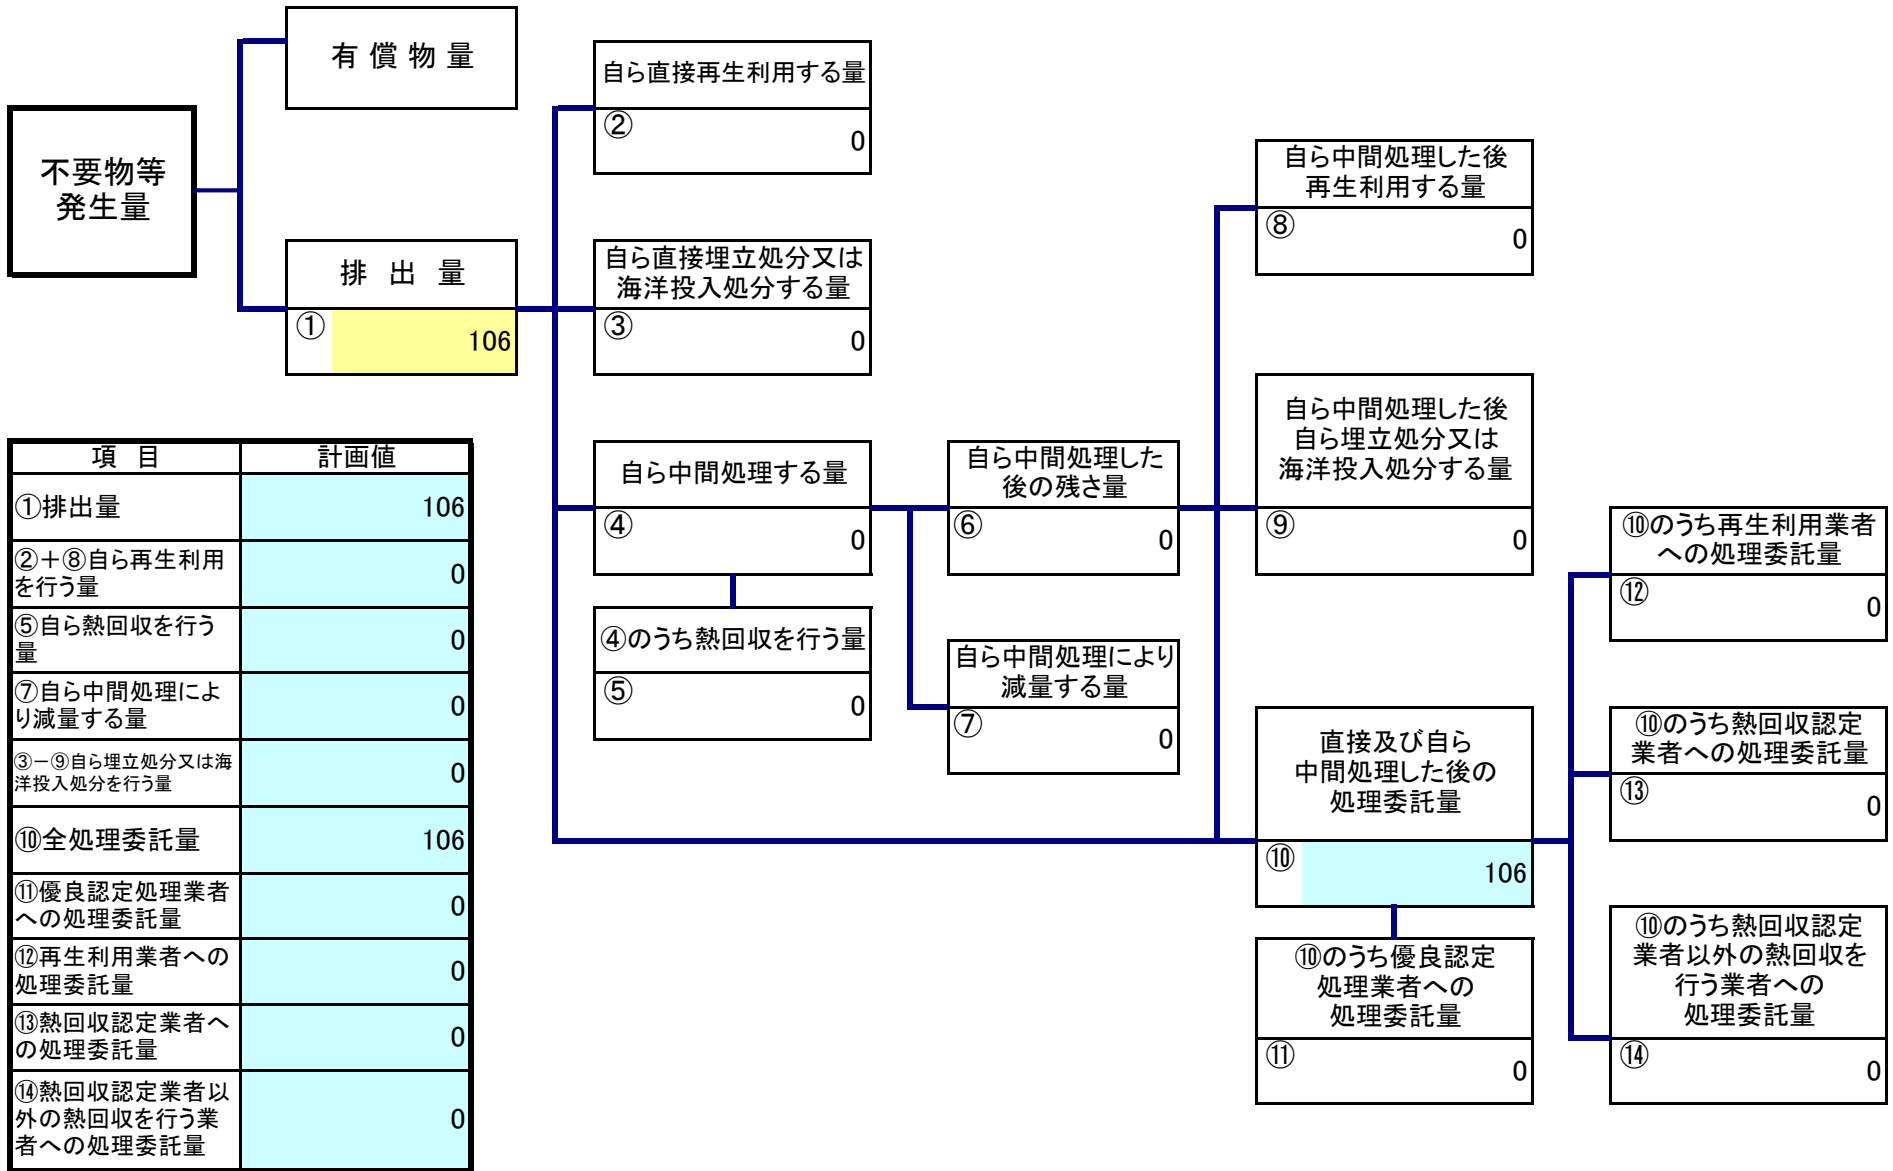 有 償 物 量
不要物等
発生量
排 出 量
①
106
自ら直接再生利用する量
②
0
自ら直接埋立処分又は
海洋投入処分する量
③
0
自ら中間処理する量
④
0
④のうち熱回収を行う量
⑤
0
自ら中間処理した
後の残さ量
⑥
0
自ら中間処理により
減量する量
⑦
0
自ら中間処理した後
再生利用する量
⑧
0
自ら中間処理した後
自ら埋立処分又は
海洋投入処分する量
⑨
0
直接及び自ら
中間処理した後の
処理委託量
⑩
106
⑩のうち優良認定
処理業者への
処理委託量
⑪
0
⑩のうち再生利用業者
への処理委託量
⑫
0
⑩のうち熱回収認定
業者への処理委託量
⑬
0
⑩のうち熱回収認定
業者以外の熱回収を
行う業者への
処理委託量
⑭
0
項 目 計画値
①排出量 106
②＋⑧自ら再生利用
を行う量
0
⑤自ら熱回収を行う
量
0
⑦自ら中間処理によ
り減量する量
0
③－⑨自ら埋立処分又は海
洋投入処分を行う量
0
⑩全処理委託量 106
⑪優良認定処理業者
への処理委託量
0
⑫再生利用業者への
処理委託量
0
⑬熱回収認定業者へ
の処理委託量
0
⑭熱回収認定業者以
外の熱回収を行う業
者への処理委託量
0